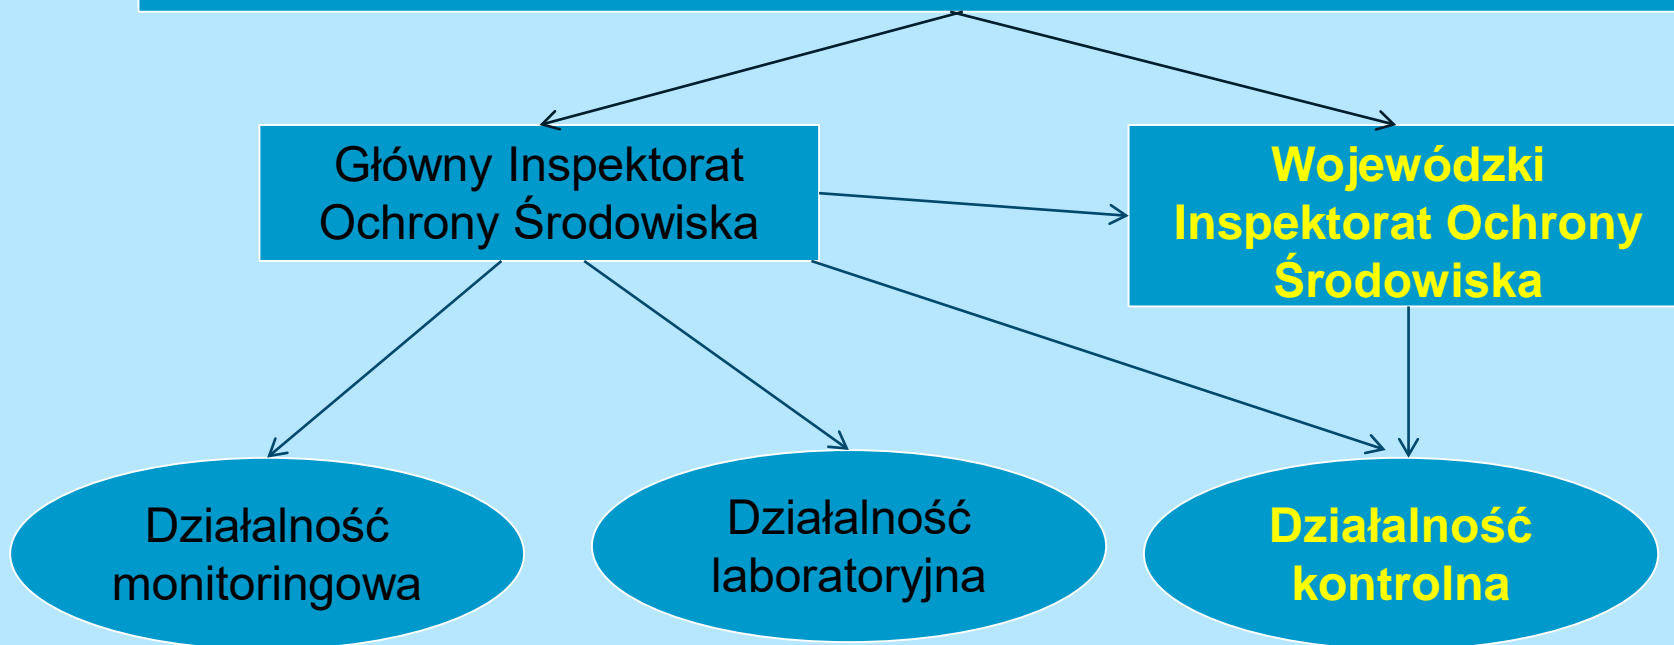 Główny Inspektorat
Ochrony Środowiska
Wojewódzki
Inspektorat Ochrony
Środowiska
Działalność
monitoringowa
Działalność
laboratoryjna
Działalność
kontrolna